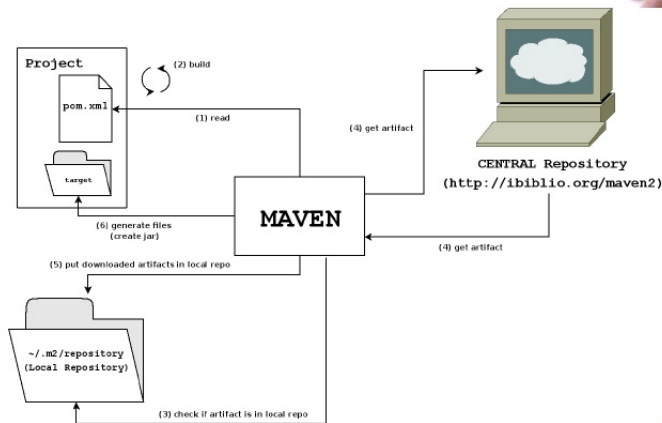 Project
(2) build
pom.xml
(1) read
(4) get artifact
target
CENTRAL Repository
(http://ibiblio.org/maven2)
MAVEN
(6) generate files
(create jar)
(4) get artifact
(5) put downloaded artifacts in local repo
~/.m2/repository
(Local Repository)
(3) check if artifact is in local repo